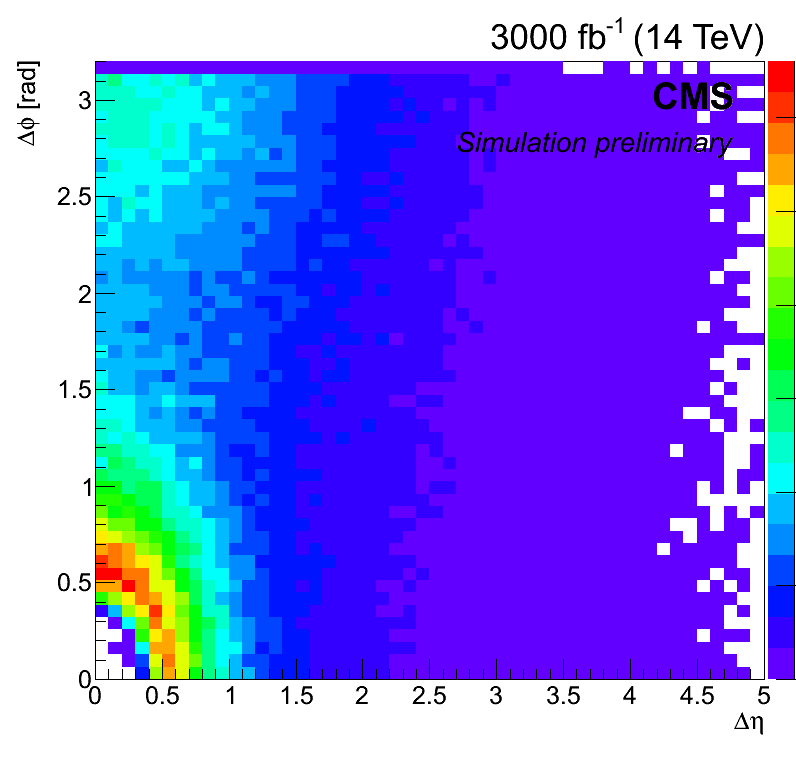 3000 fb-1 (14 TeV)
CMS
Simulation preliminary
Δφ [rad]
3
2.5
2
1.5
1
0.5
0
0 0.5 1 1.5 2 2.5 3 3.5 4 4.5 5
Δη